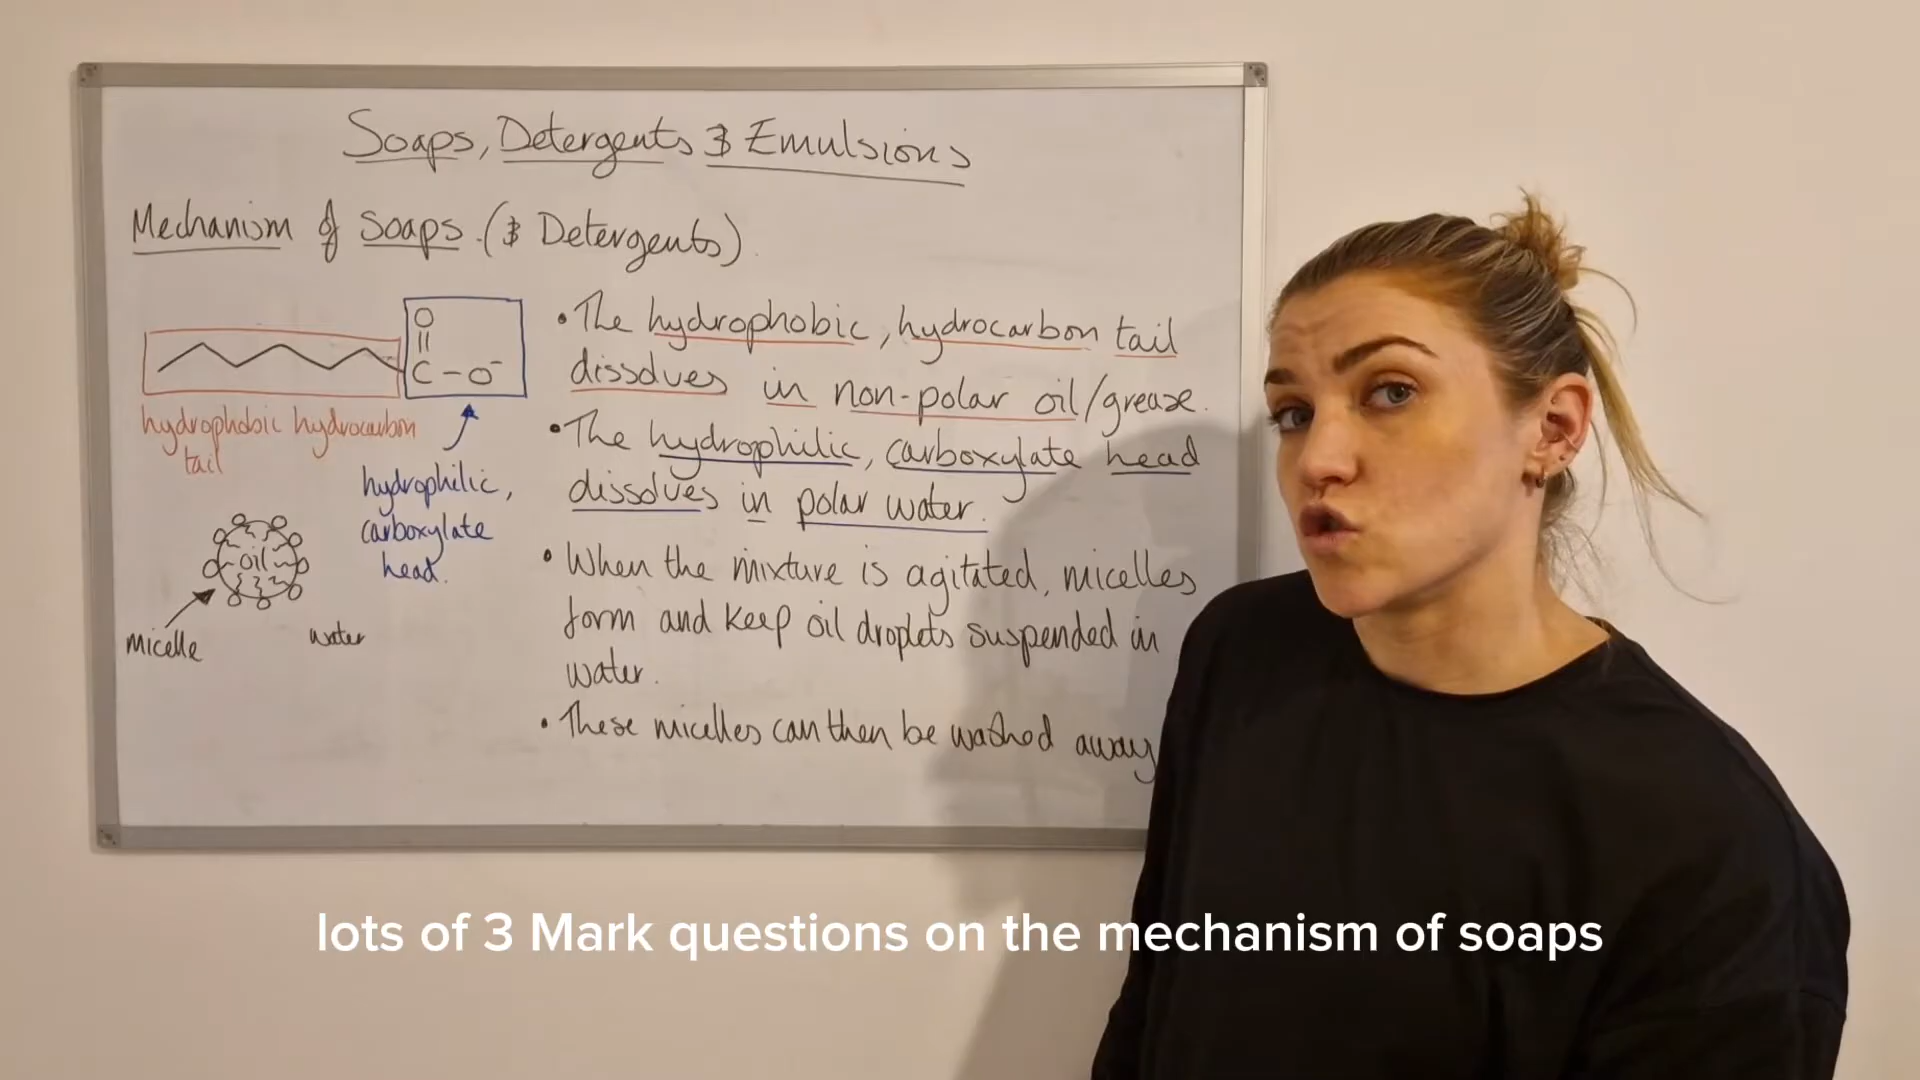 Soaps, Detergents & Emulsions
Mechanism of Soaps. (& Detergents).
O
C - O⁻
hydrophobic hydrocarbon
tail
hydrophilic,
carboxylate
head.
oil
micelle
water
• The hydrophobic, hydrocarbon tail
dissolves in non-polar oil/grease.
• The hydrophilic, carboxylate head
dissolves in polar water.
• When the mixture is agitated, micelles
form and keep oil droplets suspended in
water.
• These micelles can then be washed away
lots of 3 Mark questions on the mechanism of soaps